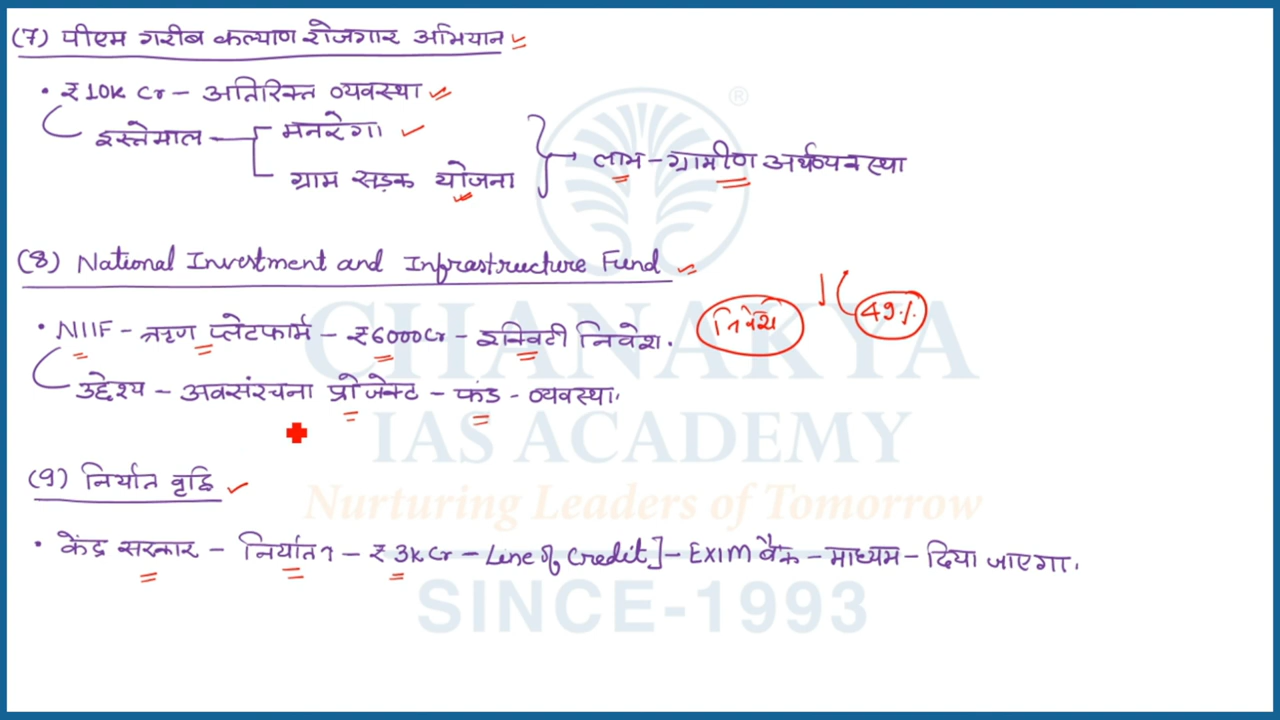 (7) पीएम गरीब कल्याण रोजगार अभियान
• ₹10K Cr – अतिरिक्त व्यवस्था
इस्तेमाल – मनरेगा
ग्राम सड़क योजना
लाभ – ग्रामीण अर्थव्यवस्था
(8) National Investment and Infrastructure Fund
• NIIF – ऋण प्लेटफार्म – ₹6000Cr – इक्विटी निवेश.
निवेश 49%
उद्देश्य – अवसंरचना प्रोजेक्ट – फंड – व्यवस्था.
(9) निर्यात वृद्धि
• केंद्र सरकार – निर्यात↑ – ₹3K Cr – Line of Credit] – EXIM बैंक – माध्यम – दिया जाएगा.
®
CHANAKYA
IAS ACADEMY
Nurturing Leaders of Tomorrow
SINCE-1993